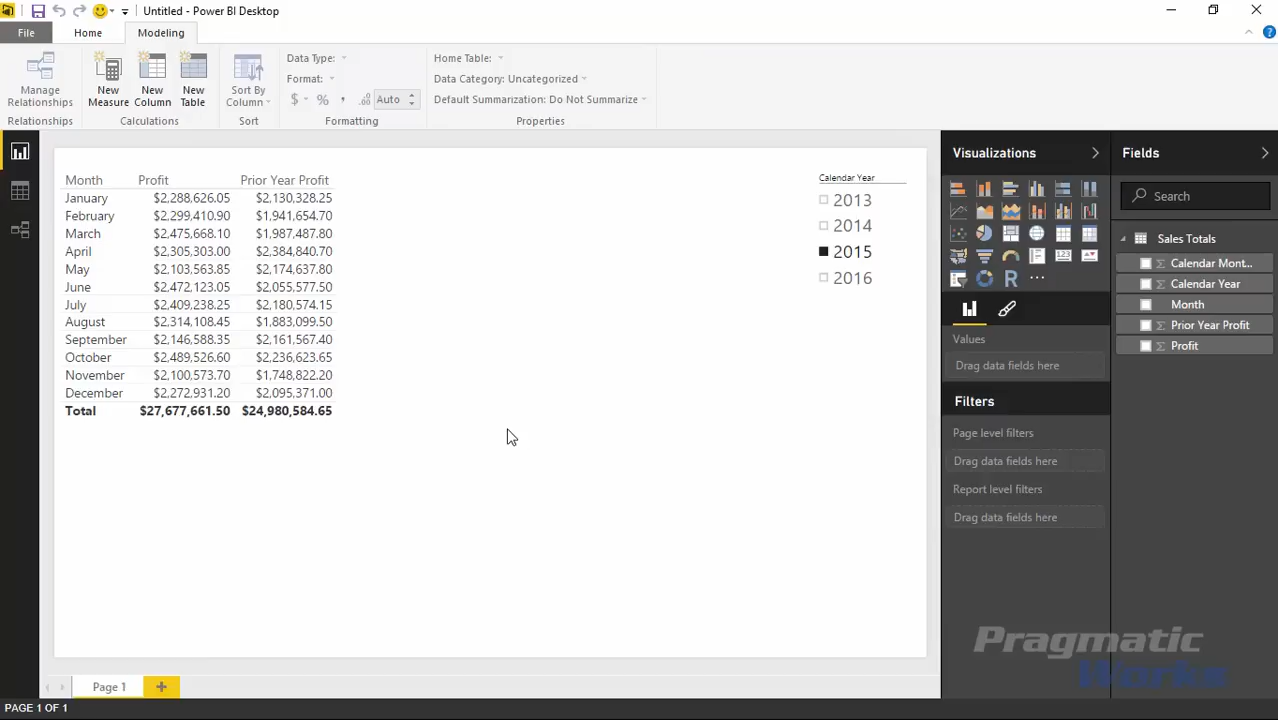 Untitled - Power BI Desktop
File Home Modeling
Manage Relationships
New Measure
New Column
New Table
Sort By Column
Data Type:
Format:
$ % , .00 Auto
Home Table:
Data Category: Uncategorized
Default Summarization: Do Not Summarize
Relationships Calculations Sort Formatting Properties
Month Profit Prior Year Profit
January $2,288,626.05 $2,130,328.25
February $2,299,410.90 $1,941,654.70
March $2,475,668.10 $1,987,487.80
April $2,305,303.00 $2,384,840.70
May $2,103,563.85 $2,174,637.80
June $2,472,123.05 $2,055,577.50
July $2,409,238.25 $2,180,574.15
August $2,314,108.45 $1,883,099.50
September $2,146,588.35 $2,161,567.40
October $2,489,526.60 $2,236,623.65
November $2,100,573.70 $1,748,822.20
December $2,272,931.20 $2,095,371.00
Total $27,677,661.50 $24,980,584.65
Calendar Year
2013
2014
2015
2016
Visualizations
R
Values
Drag data fields here
Filters
Page level filters
Drag data fields here
Report level filters
Drag data fields here
Fields
Search
Sales Totals
Calendar Mont...
Calendar Year
Month
Prior Year Profit
Profit
Pragmatic
Works
Page 1
PAGE 1 OF 1